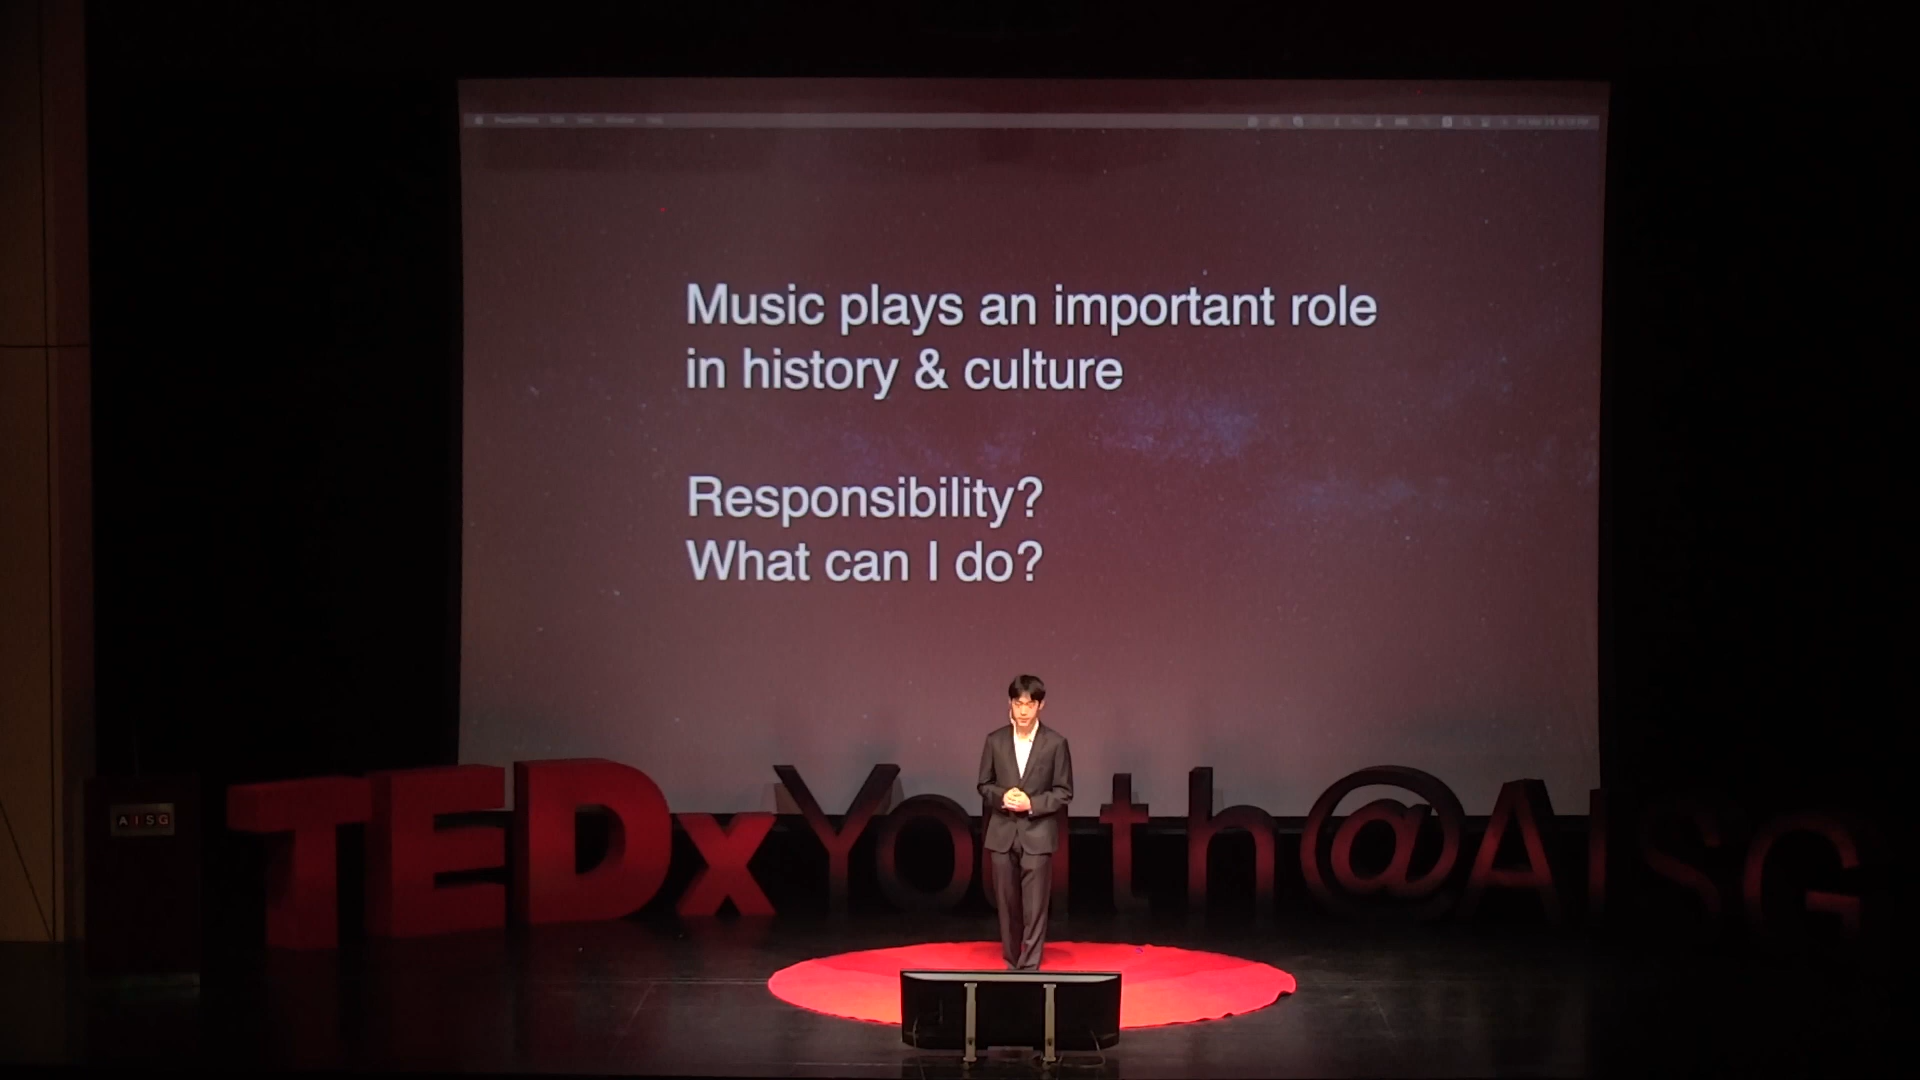 Music plays an important role
in history & culture
Responsibility?
What can I do?
TEDxYouth@AISG
AISG